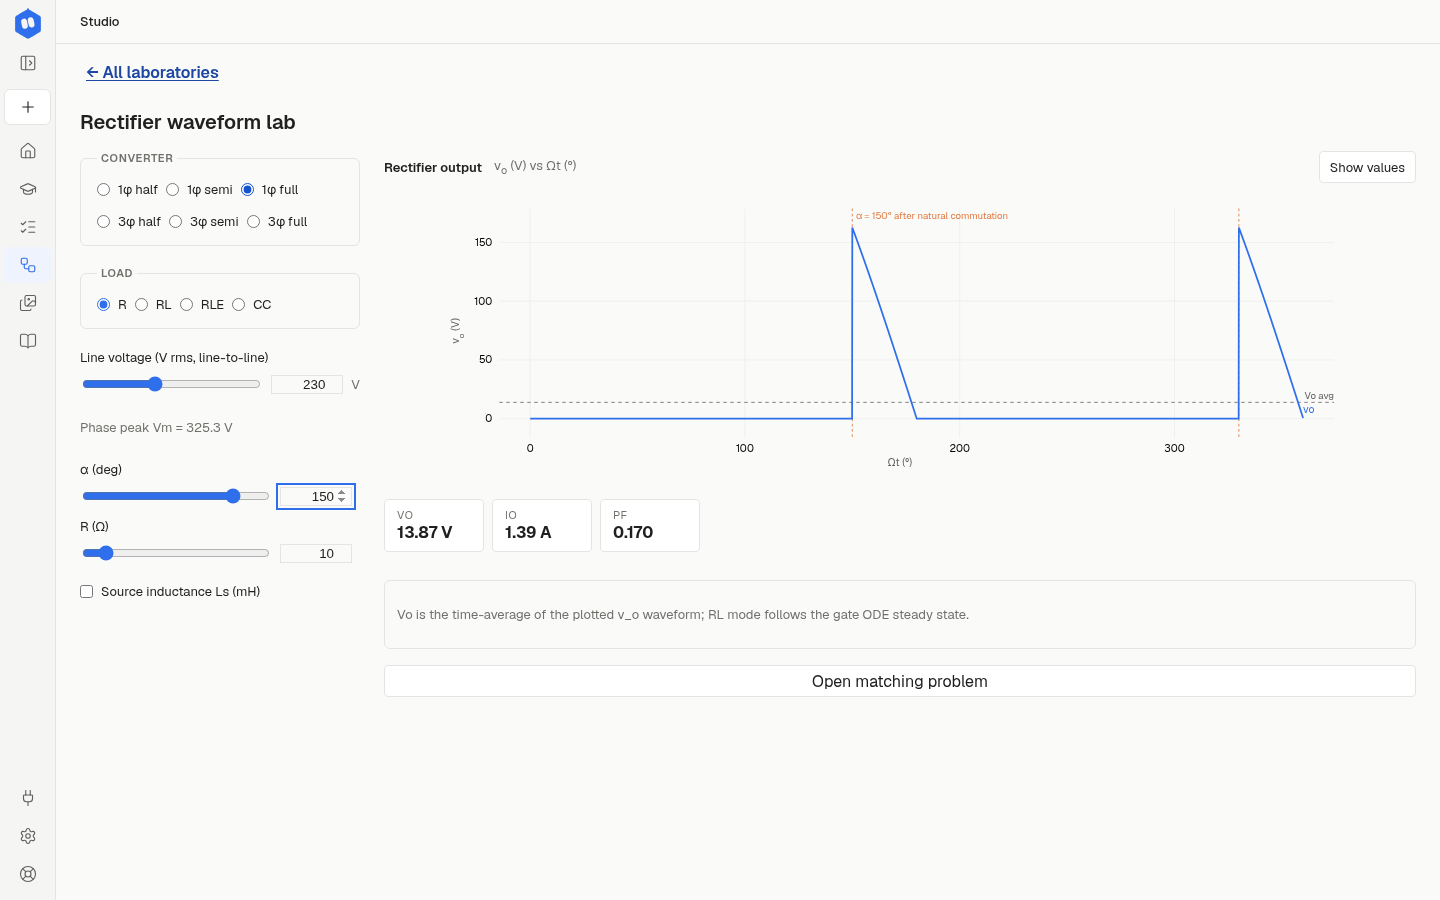 Studio
← All laboratories
Rectifier waveform lab
CONVERTER
1φ half 1φ semi 1φ full
3φ half 3φ semi 3φ full
LOAD
R RL RLE CC
Line voltage (V rms, line-to-line)
230 V
Phase peak Vm = 325.3 V
α (deg)
150
R (Ω)
10
Source inductance Ls (mH)
Rectifier output vo (V) vs Ωt (°)
Show values
α = 150° after natural commutation
150
100
50
0
vo (V)
Vo avg
vo
0 100 200 300
Ωt (°)
VO
13.87 V
IO
1.39 A
PF
0.170
Vo is the time-average of the plotted v_o waveform; RL mode follows the gate ODE steady state.
Open matching problem